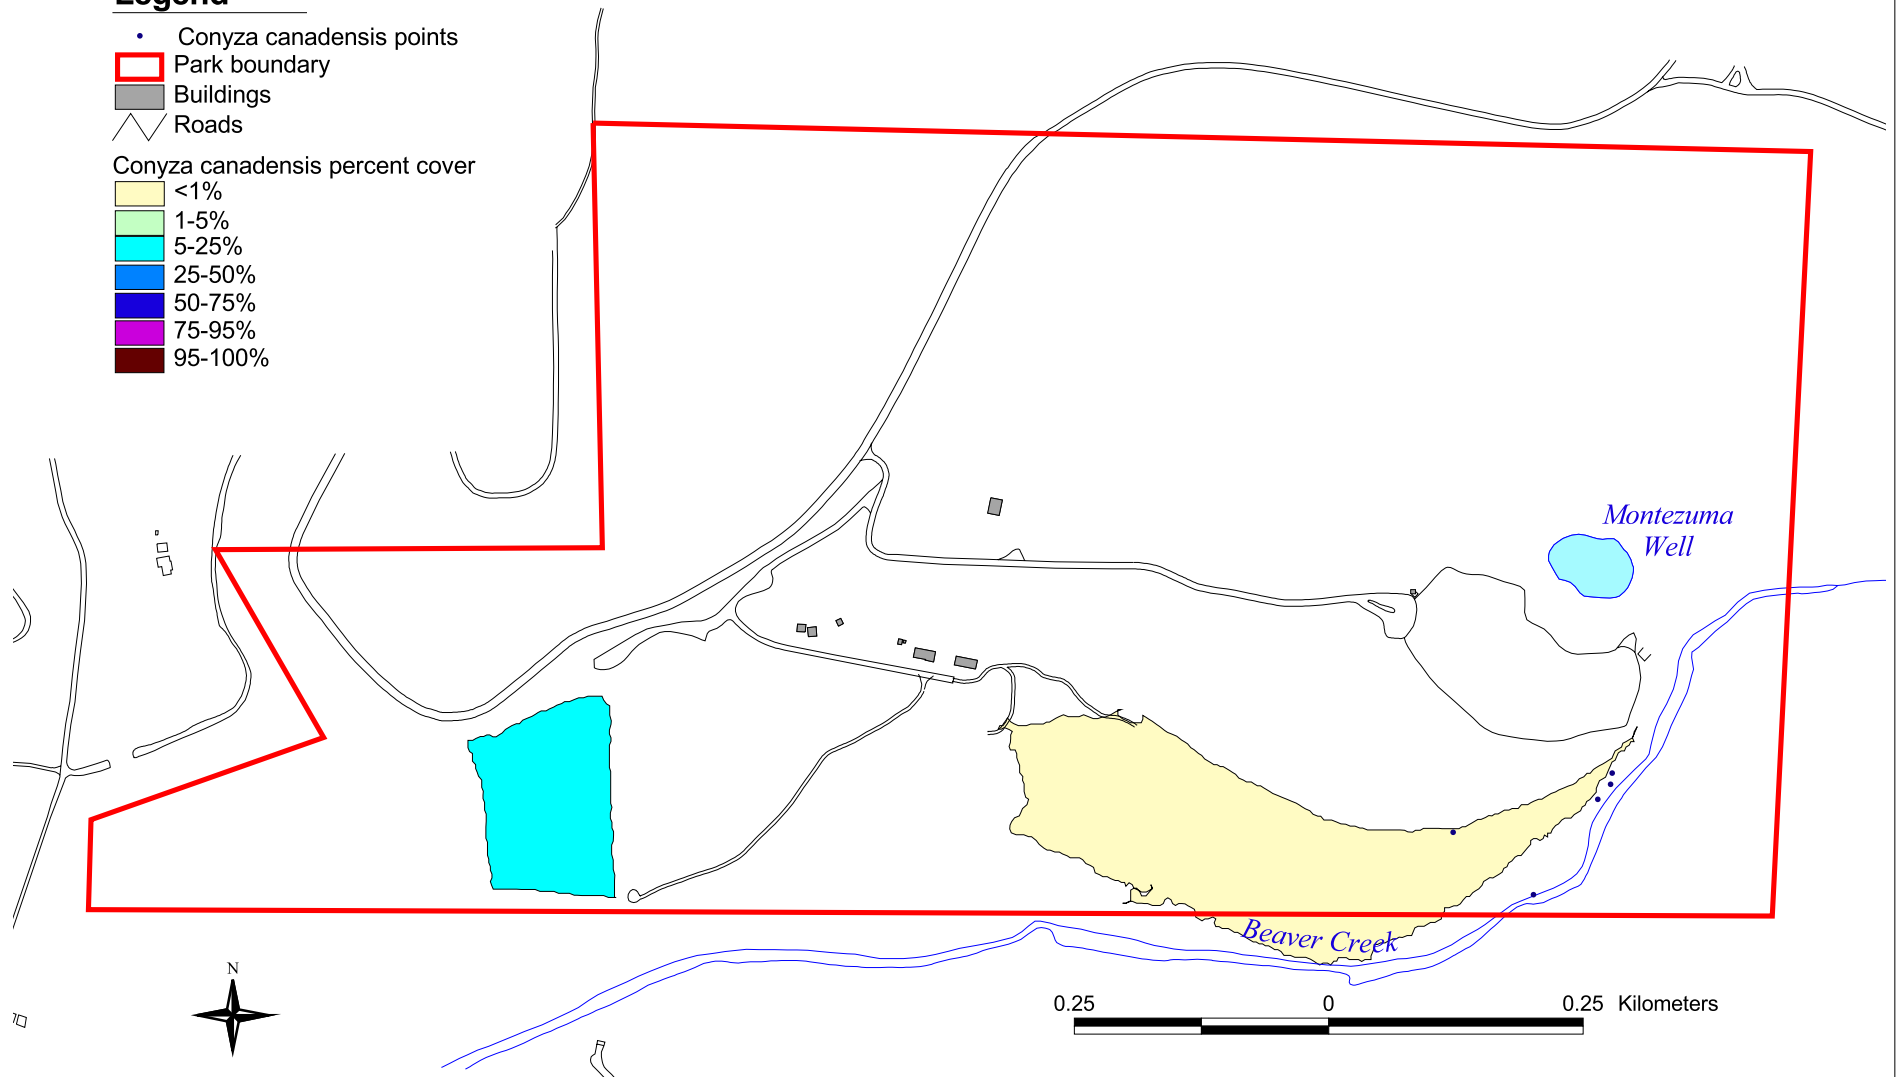 Legend
Conyza canadensis points
Park boundary
Buildings
Roads
Conyza canadensis percent cover
<1%
1-5%
5-25%
25-50%
50-75%
75-95%
95-100%
Montezuma
Well
Beaver Creek
N
0.25 0 0.25 Kilometers